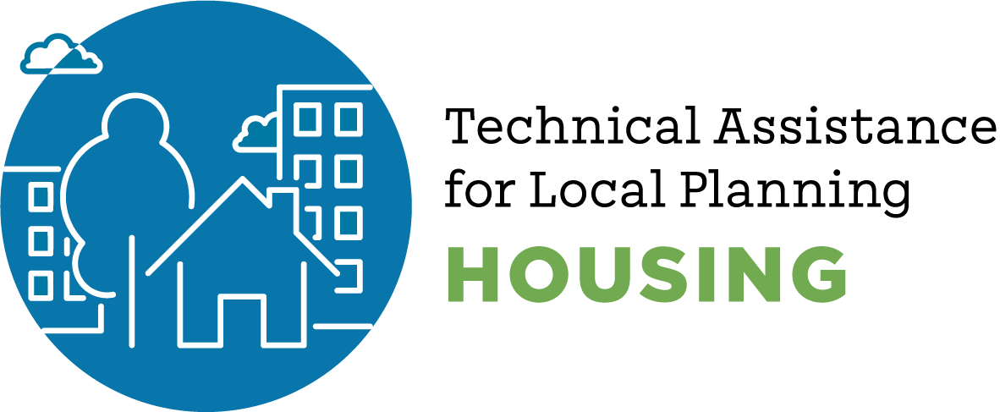 Technical Assistance
for Local Planning
HOUSING